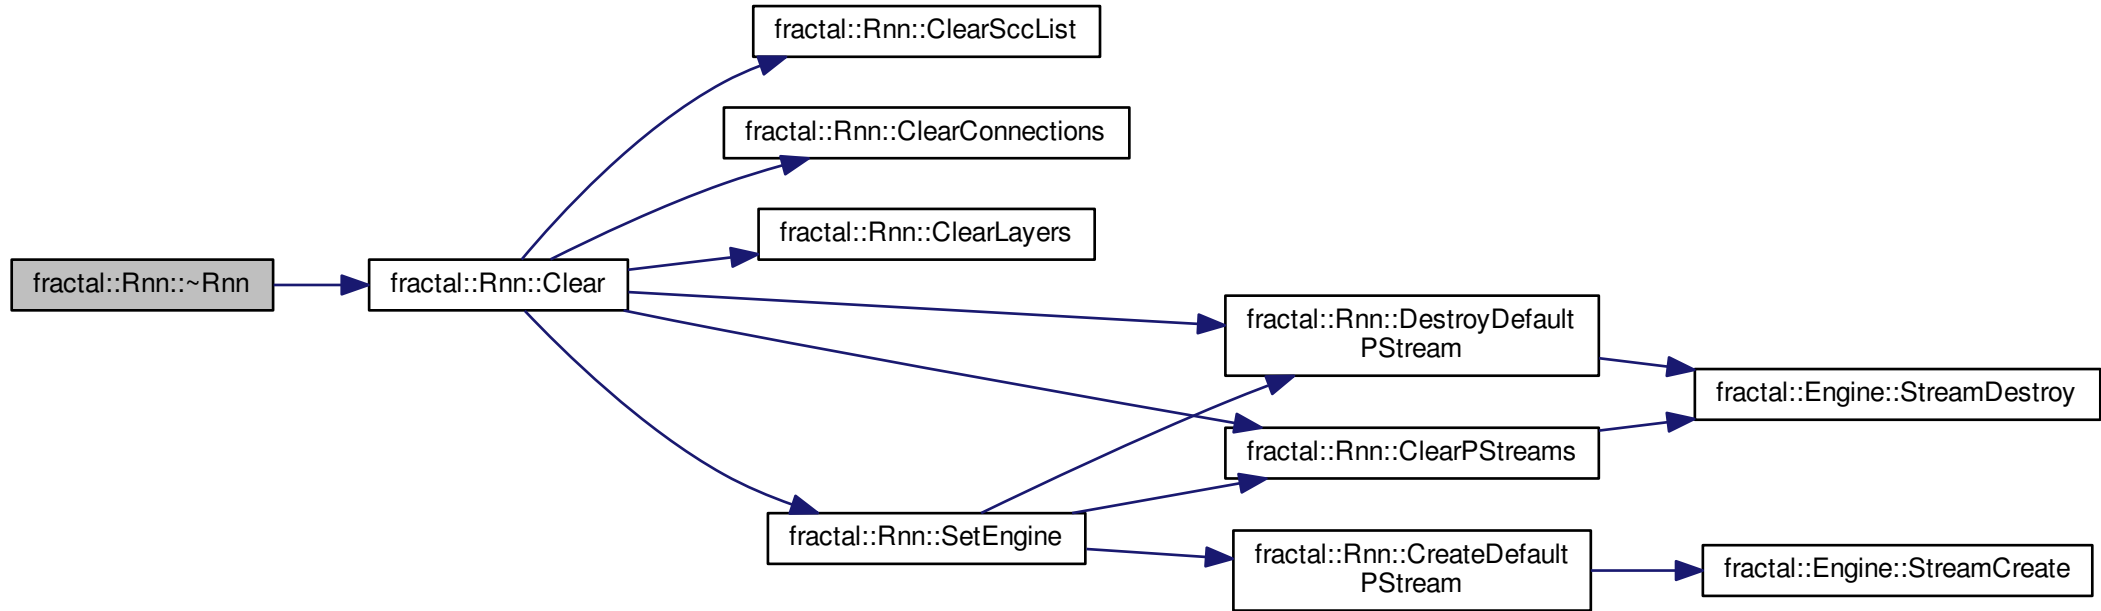 fractal::Rnn::~Rnn
fractal::Rnn::Clear
fractal::Rnn::ClearSccList
fractal::Rnn::ClearConnections
fractal::Rnn::ClearLayers
fractal::Rnn::DestroyDefault
PStream
fractal::Rnn::ClearPStreams
fractal::Rnn::SetEngine
fractal::Rnn::CreateDefault
PStream
fractal::Engine::StreamDestroy
fractal::Engine::StreamCreate